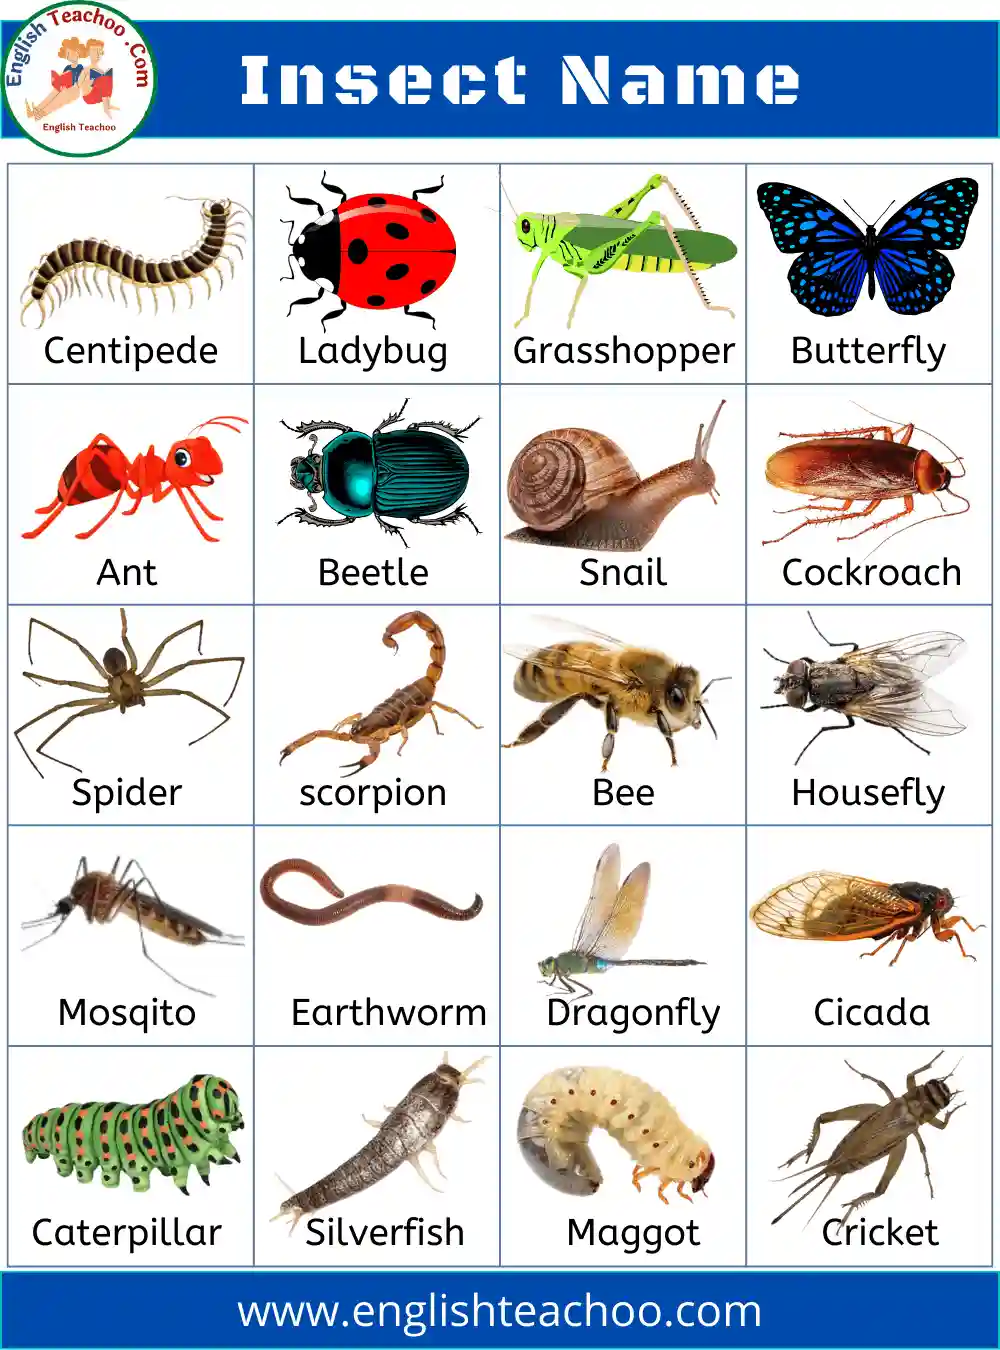 English Teachoo .Com
English Teachoo
Insect Name
Centipede
Ladybug
Grasshopper
Butterfly
Ant
Beetle
Snail
Cockroach
Spider
scorpion
Bee
Housefly
Mosqito
Earthworm
Dragonfly
Cicada
Caterpillar
Silverfish
Maggot
Cricket
www.englishteachoo.com